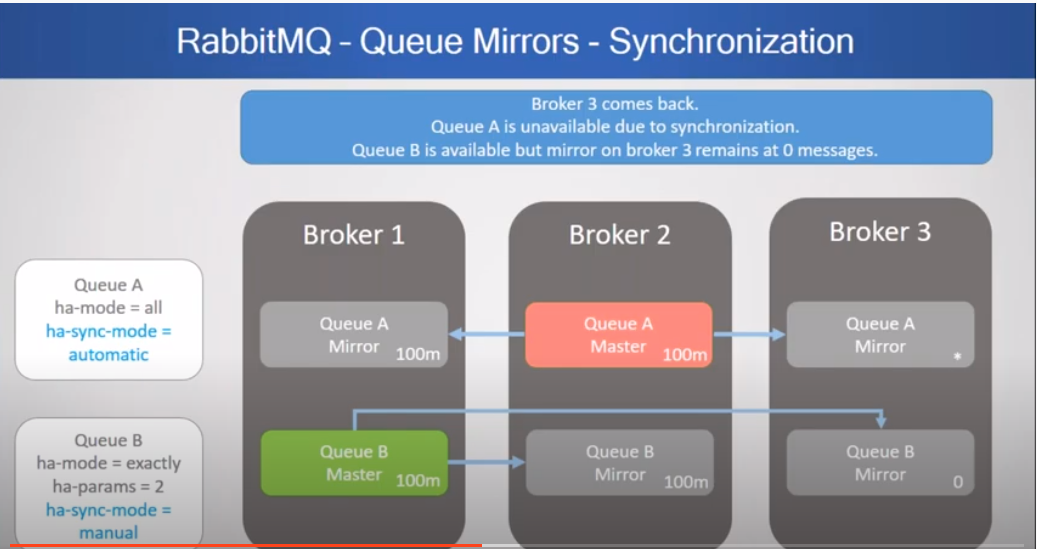 RabbitMQ - Queue Mirrors - Synchronization
Broker 3 comes back.
Queue A is unavailable due to synchronization.
Queue B is available but mirror on broker 3 remains at 0 messages.
Broker 1
Broker 2
Broker 3
Queue A
ha-mode = all
ha-sync-mode =
automatic
Queue A
Mirror
100m
Queue A
Master
100m
Queue A
Mirror
*
Queue B
ha-mode = exactly
ha-params = 2
ha-sync-mode =
manual
Queue B
Master
100m
Queue B
Mirror
100m
Queue B
Mirror
0